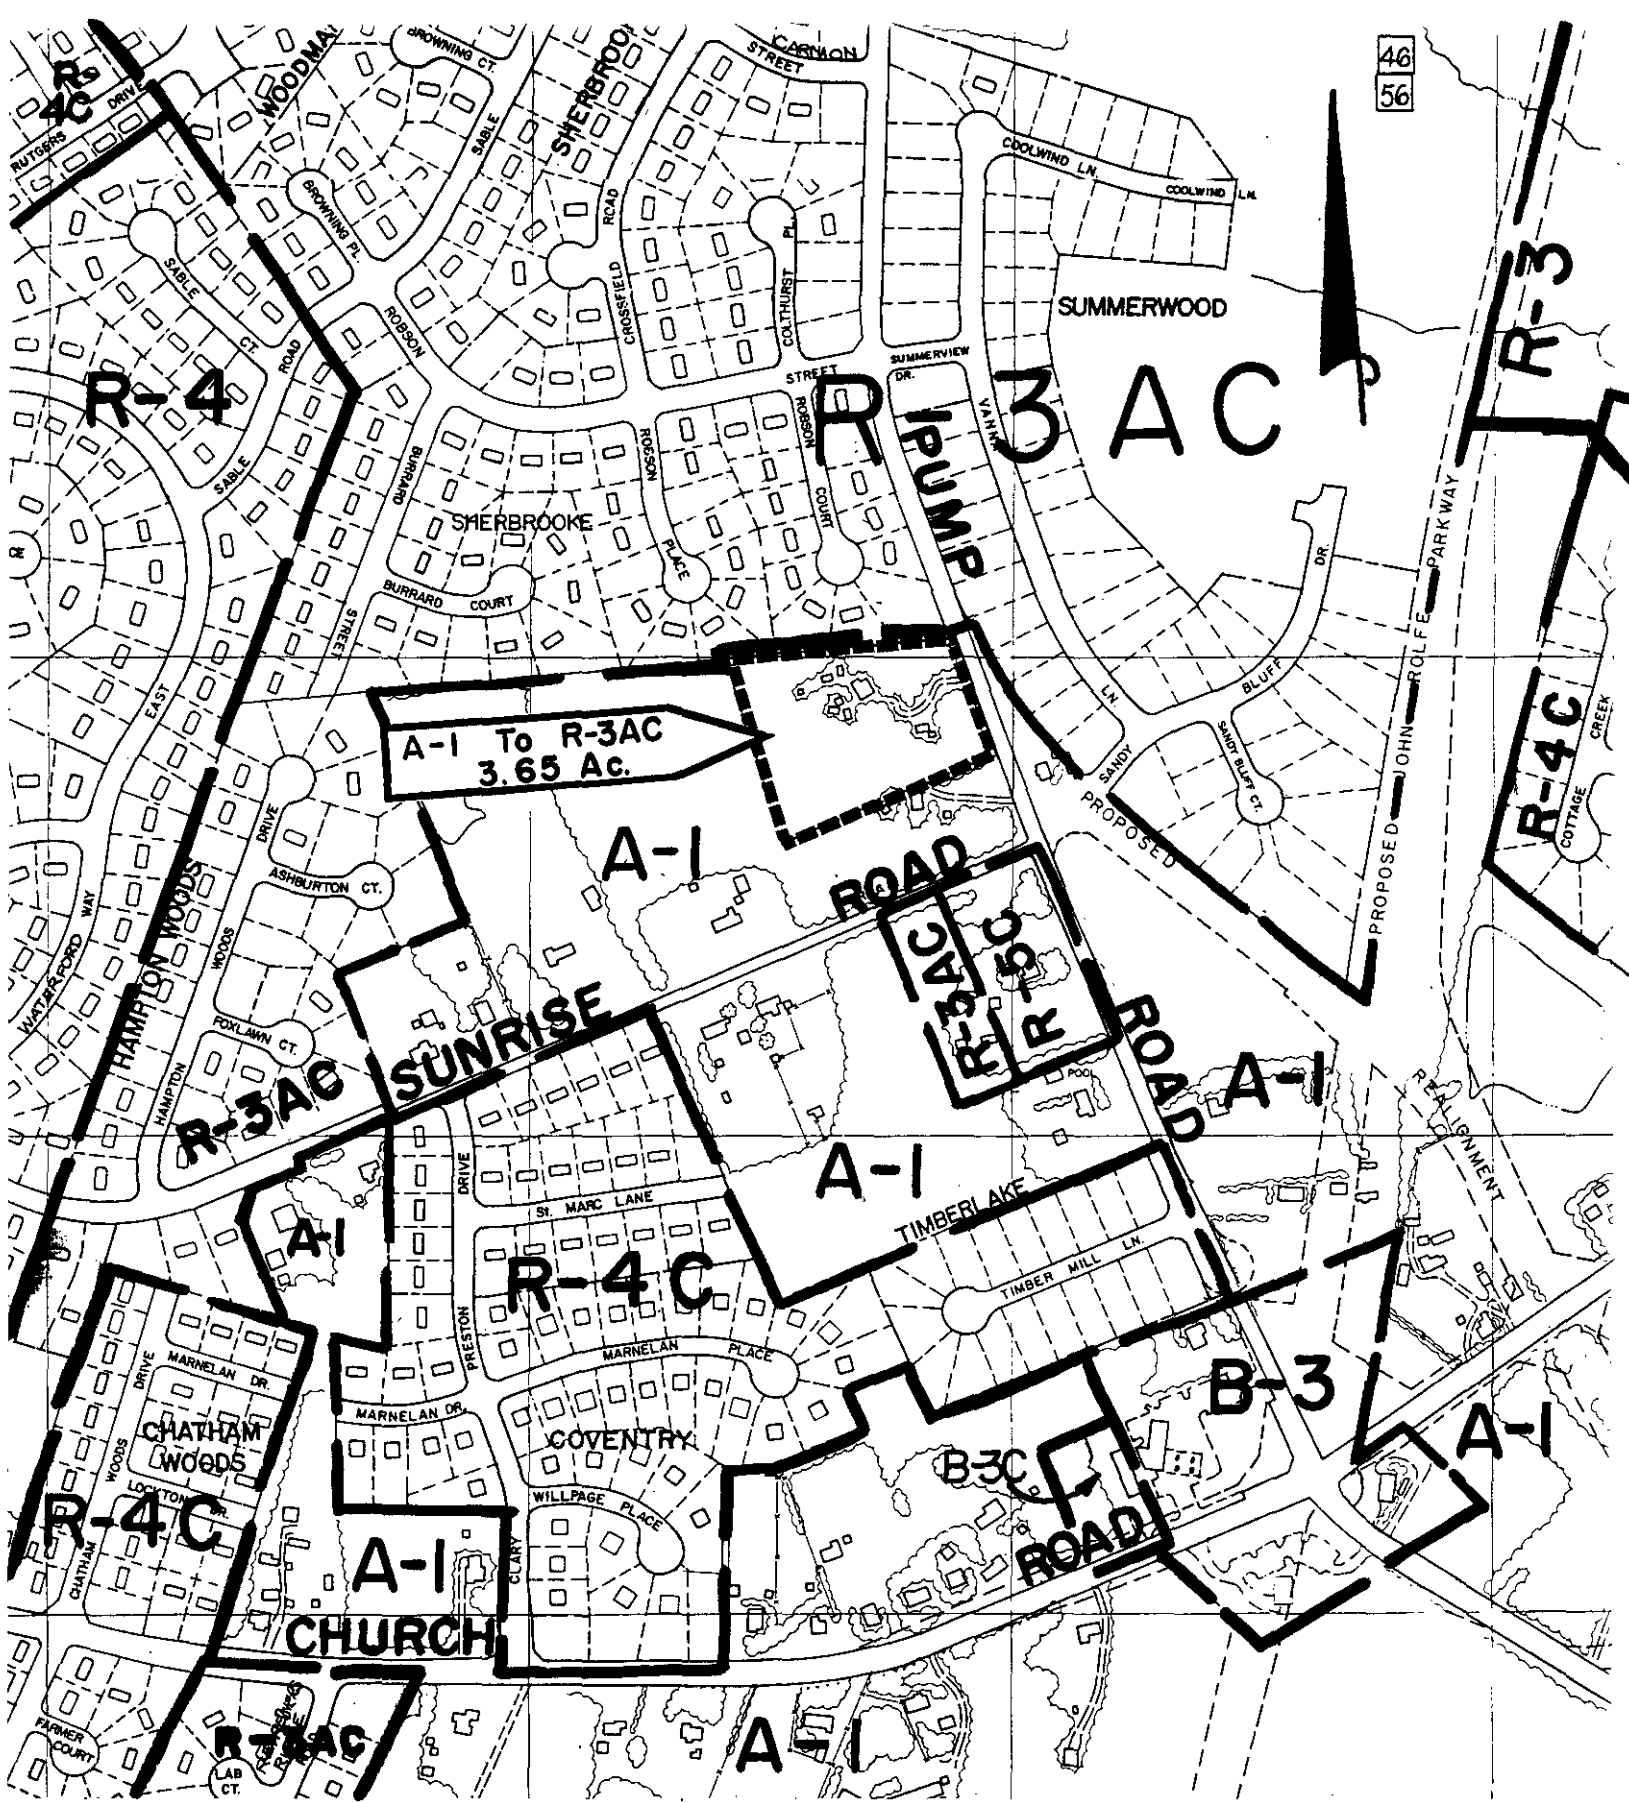 BROWNING CT.
WOODMA
SHERBROO
CARMON
STREET
46
56
R-
4C
RUTGERS
DRIVE
SABLE
COOLWIND LN.
COOLWIND LN.
BROWNING PL.
ROAD
CROSSFIELD
COLTHURST
PL.
SABLE
CT.
ROAD
ROBSON
SUMMERWOOD
R-3
SUMMERVIEW
DR.
STREET
R-4
R 3AC
ROBSON
COURT
PUMP
VANNY
SABLE
BURRARD
STREET
ROBSON
PLACE
SHERBROOKE
BURRARD COURT
DR.
PARKWAY
ROLFE
JOHN
PROPOSED
EAST
LN.
BLUFF
SANDY
SANDY BLUFF CT.
R-4C
CREEK
COTTAGE
A-1 To R-3AC
3.65 Ac.
PROPOSED
A-1
DRIVE
WOODS
HAMPTON
ASHBURTON CT.
WAY
WATERFORD
HAMPTON WOODS
ROAD
R-3AC
R-3AC
R-5C
FOXLAWN CT.
SUNRISE
R-3AC
ROAD
POOL
A-1
REALIGNMENT
A-1
TIMBERLAKE
DRIVE
PRESTON
St. MARC LANE
A-1
R-4C
TIMBER MILL LN.
MARNELAN PLACE
MARNELAN DR.
DRIVE
WOODS
CHATHAM
MARNELAN DR.
B-3
CHATHAM
WOODS
COVENTRY
B-3C
A-1
LOCKTON
DR.
R-4C
WILLPAGE PLACE
CLARY
A-1
ROAD
CHURCH
FARMER
COURT
R-3AC
LAB
CT.
A-1